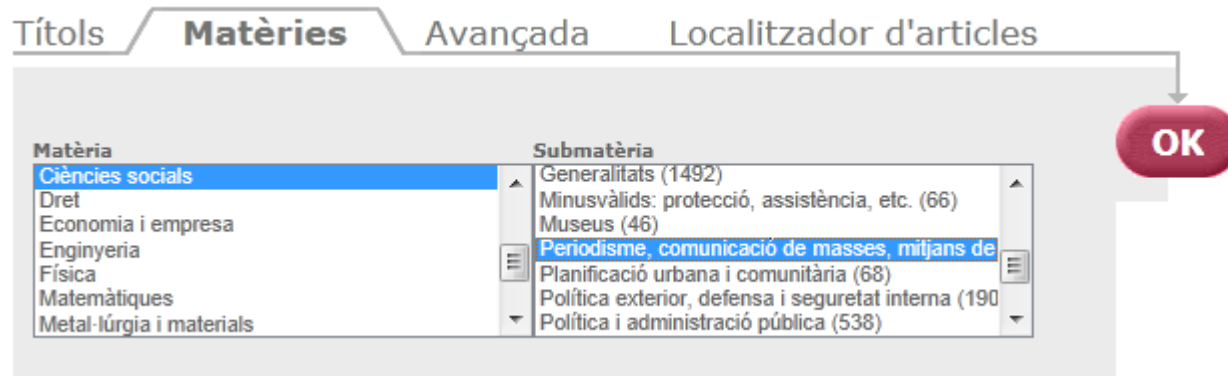 Títols Matèries Avançada Localitzador d'articles
OK
Matèria
Ciències socials
Dret
Economia i empresa
Enginyeria
Física
Matemàtiques
Metal·lúrgia i materials
Submatèria
Generalitats (1492)
Minusvàlids: protecció, assistència, etc. (66)
Museus (46)
Periodisme, comunicació de masses, mitjans de
Planificació urbana i comunitària (68)
Política exterior, defensa i seguretat interna (190
Política i administració pública (538)